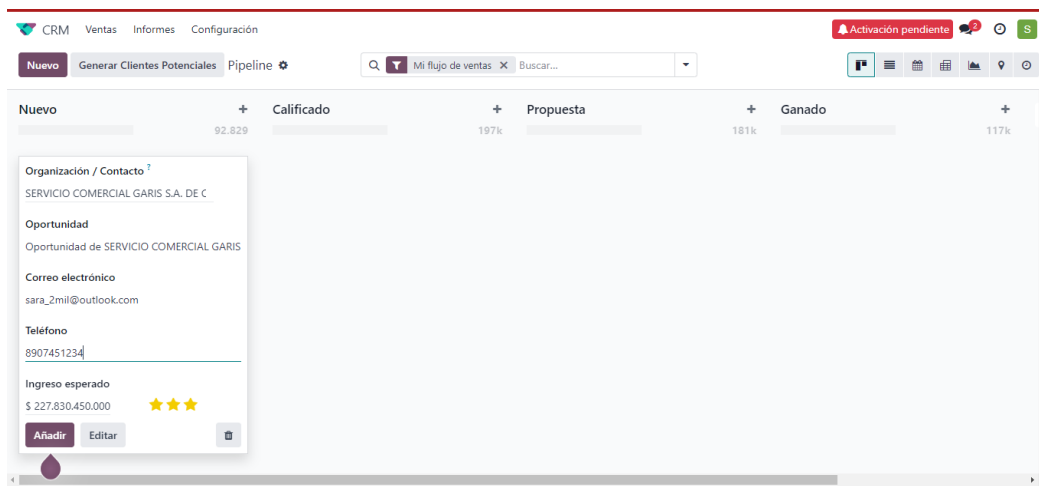 CRM Ventas Informes Configuración Activación pendiente 2 S
Nuevo Generar Clientes Potenciales Pipeline Mi flujo de ventas Buscar...
Nuevo + Calificado + Propuesta + Ganado +
92.829 197k 181k 117k
Organización / Contacto ?
SERVICIO COMERCIAL GARIS S.A. DE C
Oportunidad
Oportunidad de SERVICIO COMERCIAL GARIS
Correo electrónico
sara_2mil@outlook.com
Teléfono
8907451234
Ingreso esperado
$ 227.830.450.000
Añadir Editar